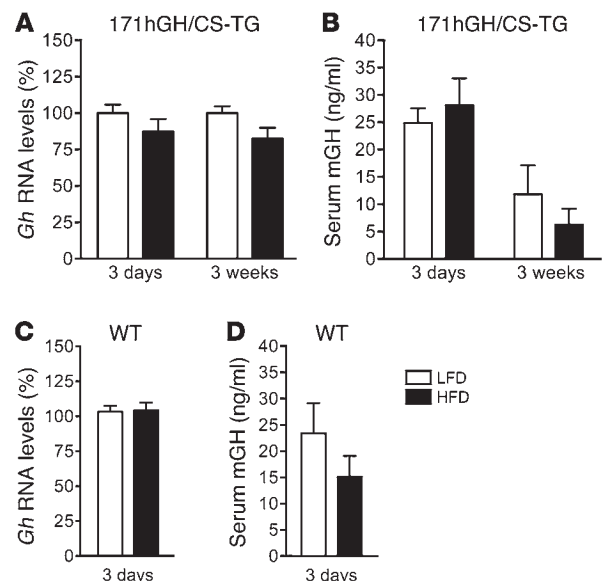 A 171hGH/CS-TG
Gh RNA levels (%)
150
100
75
50
25
0
3 days 3 weeks
B 171hGH/CS-TG
Serum mGH (ng/ml)
40
35
30
25
20
15
10
5
0
3 days 3 weeks
C WT
Gh RNA levels (%)
150
125
100
75
50
25
0
3 days
D WT
Serum mGH (ng/ml)
40
35
30
25
20
15
10
5
0
3 days
LFD
HFD